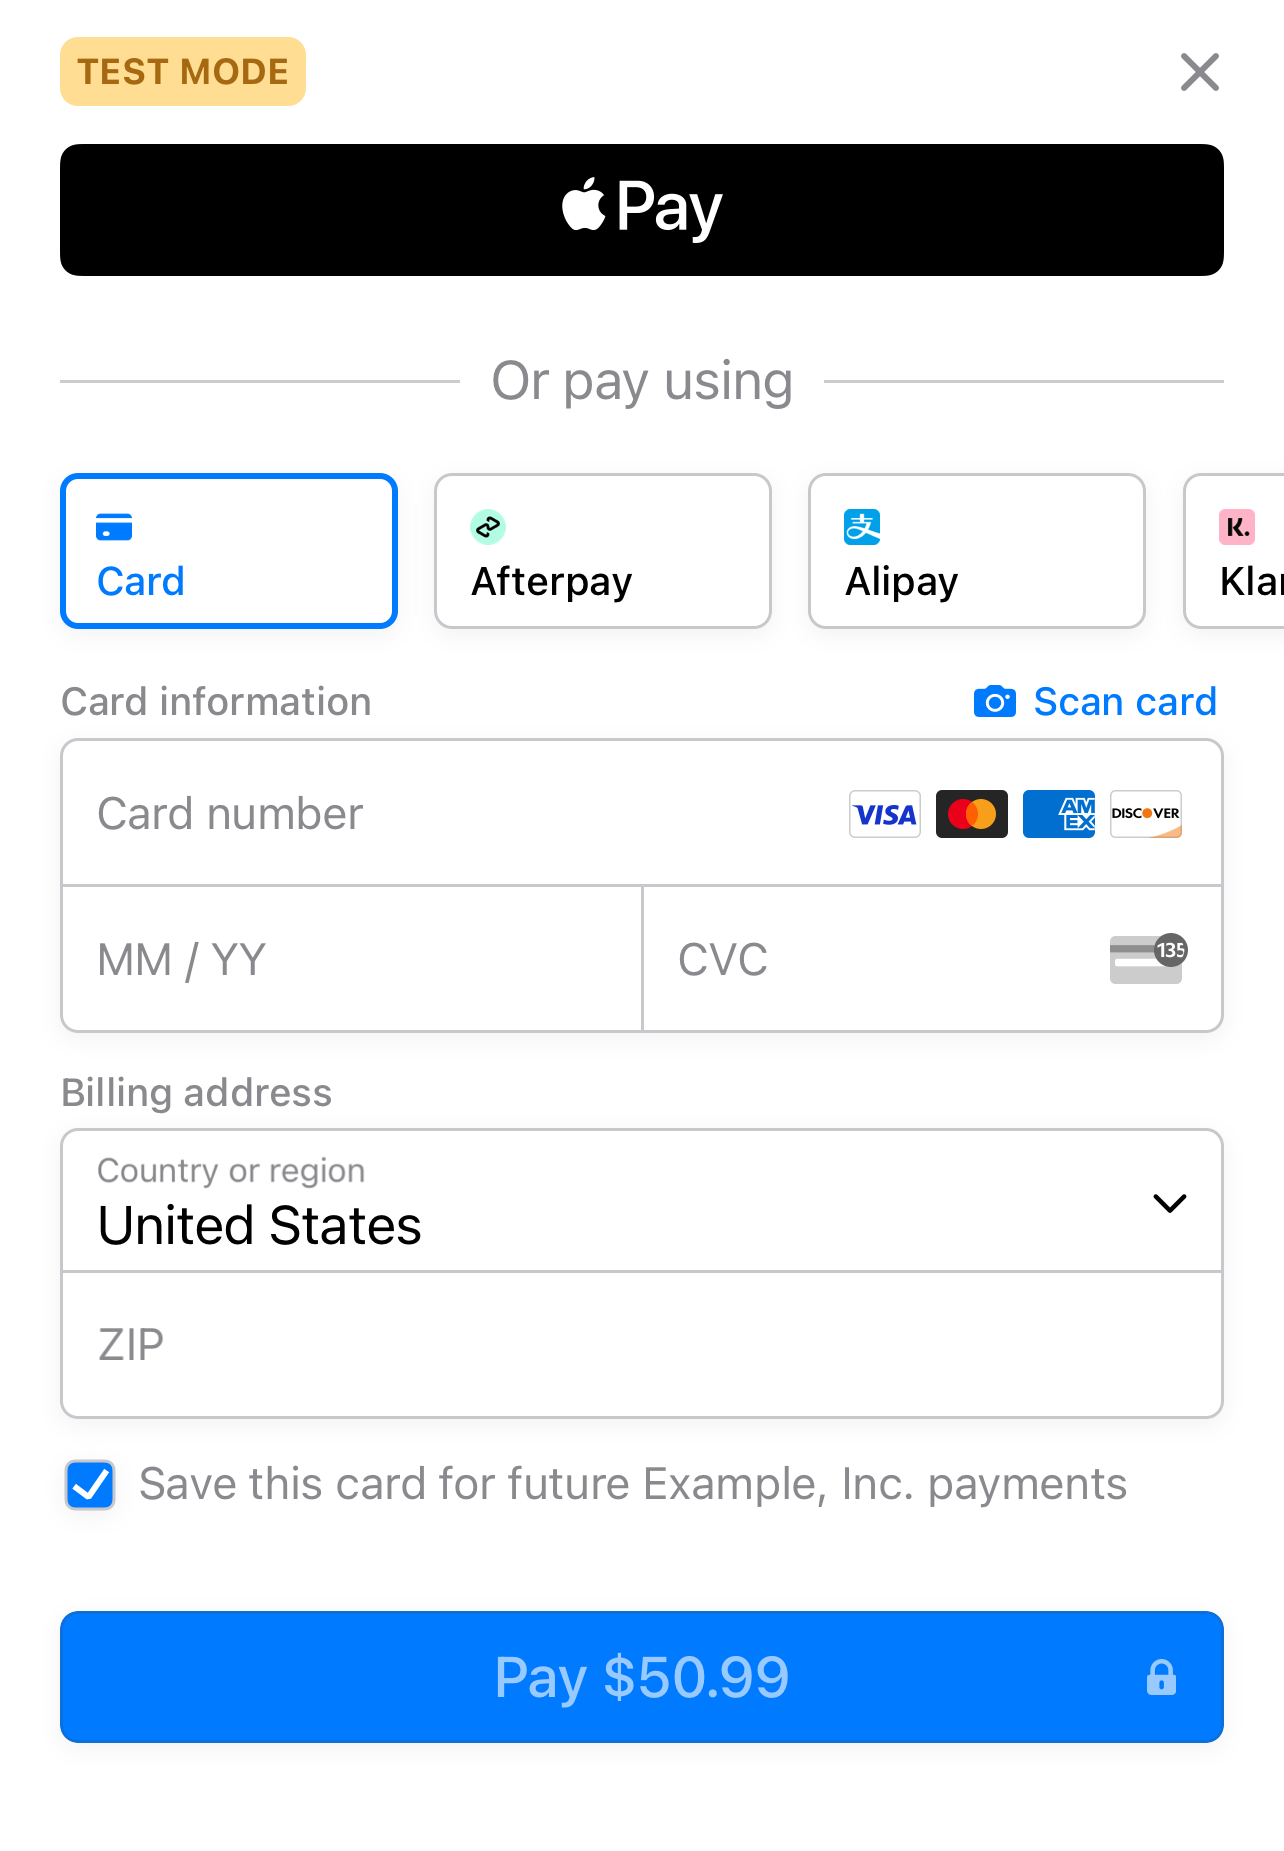 TEST MODE
Pay
Or pay using
Card
Afterpay
Alipay
K.
Kla
Card information
Scan card
Card number
VISA
AM
EX
DISCOVER
MM / YY
CVC
135
Billing address
Country or region
United States
ZIP
Save this card for future Example, Inc. payments
Pay $50.99